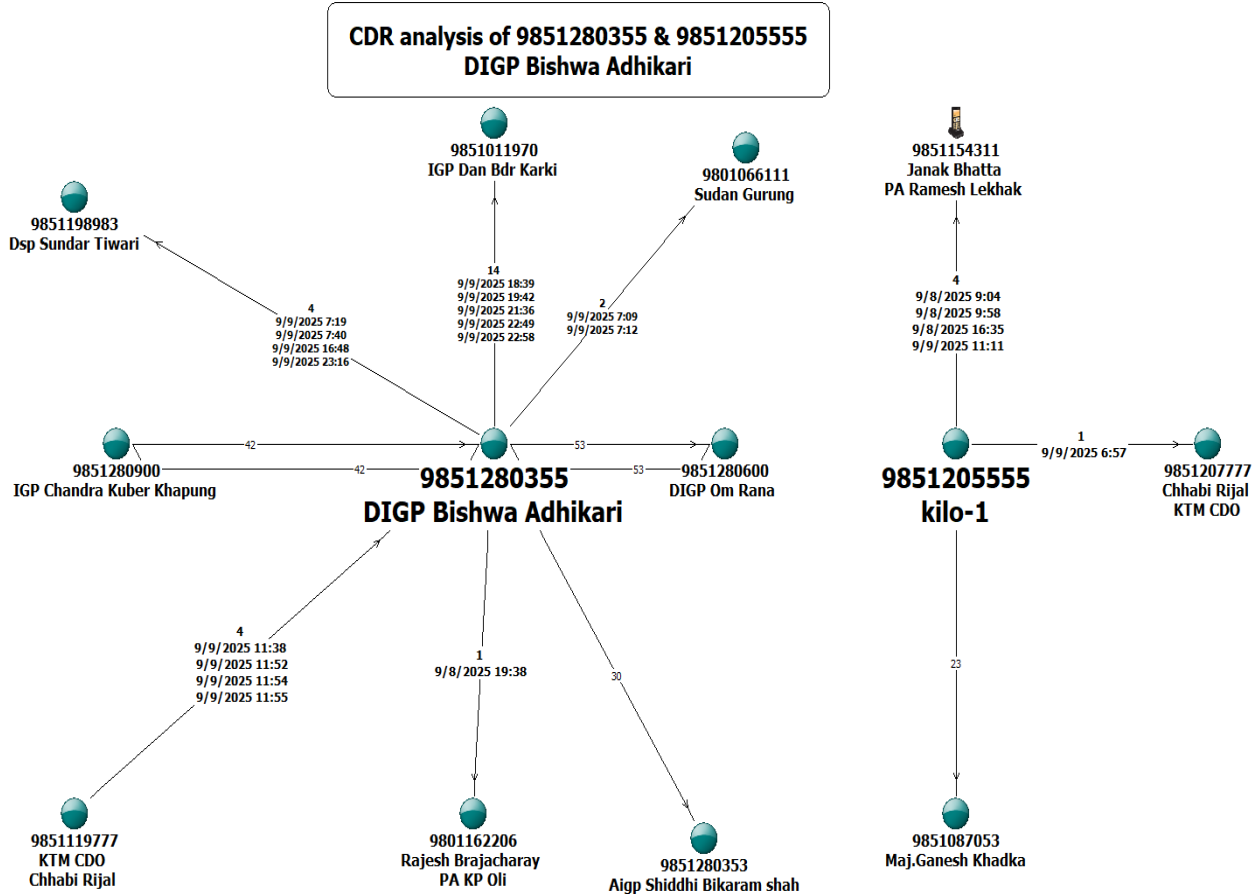 CDR analysis of 9851280355 & 9851205555
DIGP Bishwa Adhikari
9851011970
IGP Dan Bdr Karki
9801066111
Sudan Gurung
9851154311
Janak Bhatta
PA Ramesh Lekhak
9851198983
Dsp Sundar Tiwari
4
9/9/2025 7:19
9/9/2025 7:40
9/9/2025 16:48
9/9/2025 23:16
14
9/9/2025 18:39
9/9/2025 19:42
9/9/2025 21:36
9/9/2025 22:49
9/9/2025 22:58
2
9/9/2025 7:09
9/9/2025 7:12
4
9/8/2025 9:04
9/8/2025 9:58
9/8/2025 16:35
9/9/2025 11:11
42
53
1
9/9/2025 6:57
42
53
9851280900
IGP Chandra Kuber Khapung
9851280355
DIGP Bishwa Adhikari
9851280600
DIGP Om Rana
9851205555
kilo-1
9851207777
Chhabi Rijal
KTM CDO
4
9/9/2025 11:38
9/9/2025 11:52
9/9/2025 11:54
9/9/2025 11:55
1
9/8/2025 19:38
30
23
9851119777
KTM CDO
Chhabi Rijal
9801162206
Rajesh Brajacharay
PA KP Oli
9851280353
Aigp Shiddhi Bikaram shah
9851087053
Maj.Ganesh Khadka